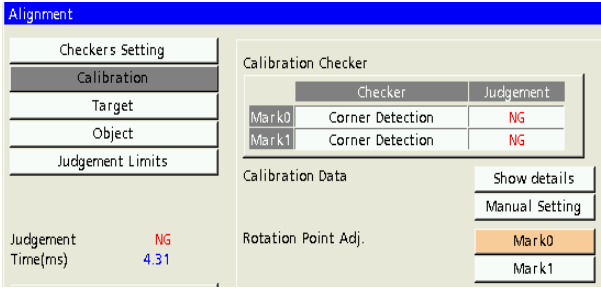 Alignment
Checkers Setting
Calibration
Target
Object
Judgement Limits
Judgement NG
Time(ms) 4.31
Calibration Checker
Checker Judgement
Mark0 Corner Detection NG
Mark1 Corner Detection NG
Calibration Data Show details
Manual Setting
Rotation Point Adj. Mark0
Mark1